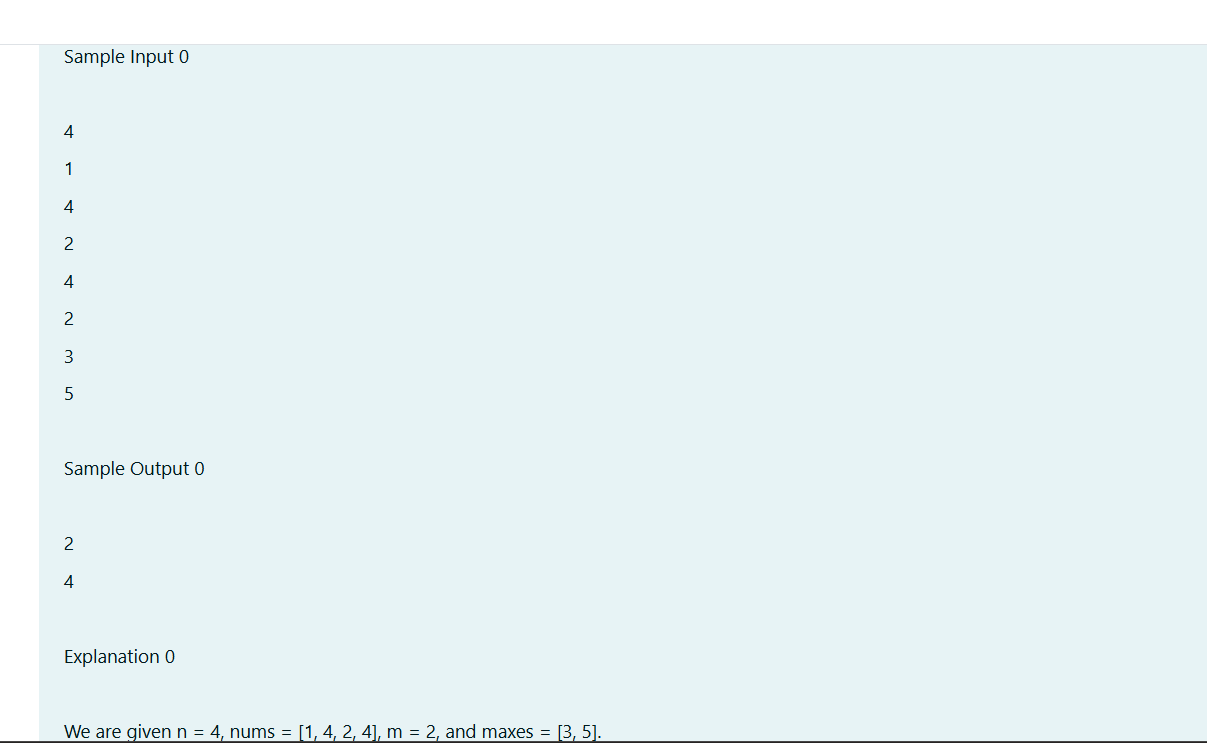 Sample Input 0
4
1
4
2
4
2
3
5
Sample Output 0
2
4
Explanation 0
We are given n = 4, nums = [1, 4, 2, 4], m = 2, and maxes = [3, 5].